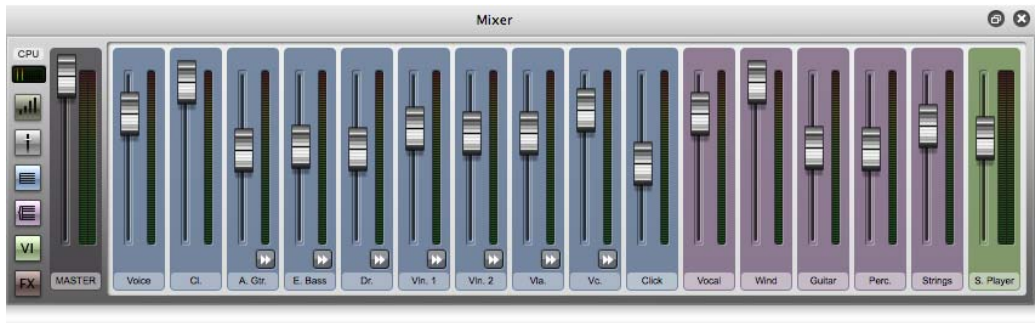 Mixer
CPU
VI
FX
MASTER
Voice
Cl.
A. Gtr.
E. Bass
Dr.
Vln. 1
Vln. 2
Vla.
Vc.
Click
Vocal
Wind
Guitar
Perc.
Strings
S. Player